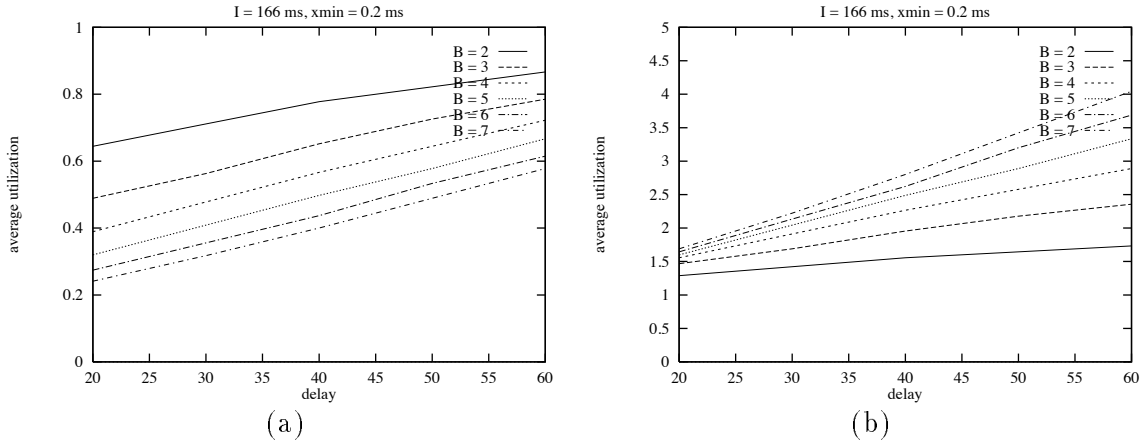 I = 166 ms, xmin = 0.2 ms
1
0.8
0.6
0.4
0.2
0
average utilization
B = 2
B = 3
B = 4
B = 5
B = 6
B = 7
20 25 30 35 40 45 50 55 60
delay
(a)
I = 166 ms, xmin = 0.2 ms
5
4.5
4
3.5
3
2.5
2
1.5
1
0.5
0
average utilization
B = 2
B = 3
B = 4
B = 5
B = 6
B = 7
20 25 30 35 40 45 50 55 60
delay
(b)